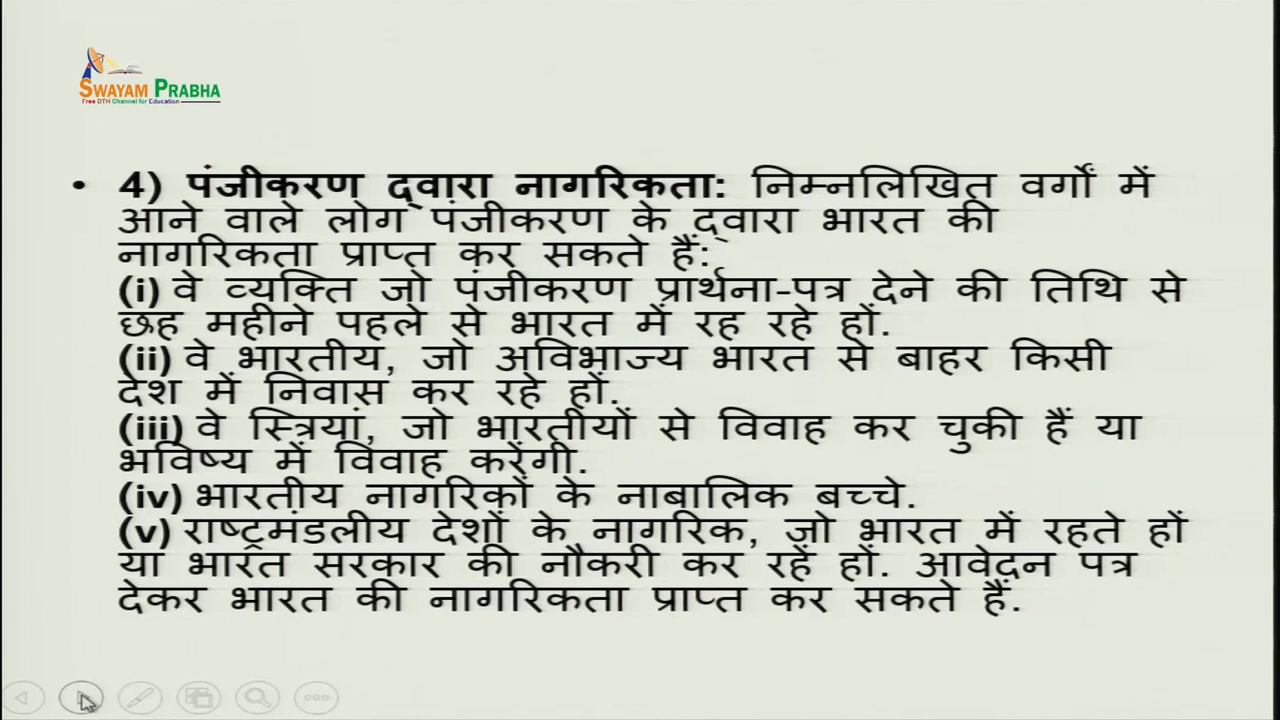 SWAYAM PRABHA
Free DTH Channel for Education
• 4) पंजीकरण द्वारा नागरिकता: निम्नलिखित वर्गों में
आने वाले लोग पंजीकरण के द्वारा भारत की
नागरिकता प्राप्त कर सकते हैं:`
(i) वे व्यक्ति जो पंजीकरण प्रार्थना-पत्र देने की तिथि से
छह महीने पहले से भारत में रह रहे हों.
(ii) वे भारतीय, जो अविभाज्य भारत से बाहर किसी
देश में निवास कर रहे हों.
(iii) वे स्त्रियां, जो भारतीयों से विवाह कर चुकी हैं या
भविष्य में विवाह करेंगी.
(iv) भारतीय नागरिकों के नाबालिक बच्चे.
(v) राष्ट्रमंडलीय देशों के नागरिक, जो भारत में रहते हों
या भारत सरकार की नौकरी कर रहें हों. आवेदन पत्र
देकर भारत की नागरिकता प्राप्त कर सकते हैं.